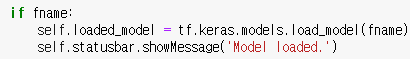 if fname:
    self.loaded_model = tf.keras.models.load_model(fname)
    self.statusbar.showMessage('Model loaded.')